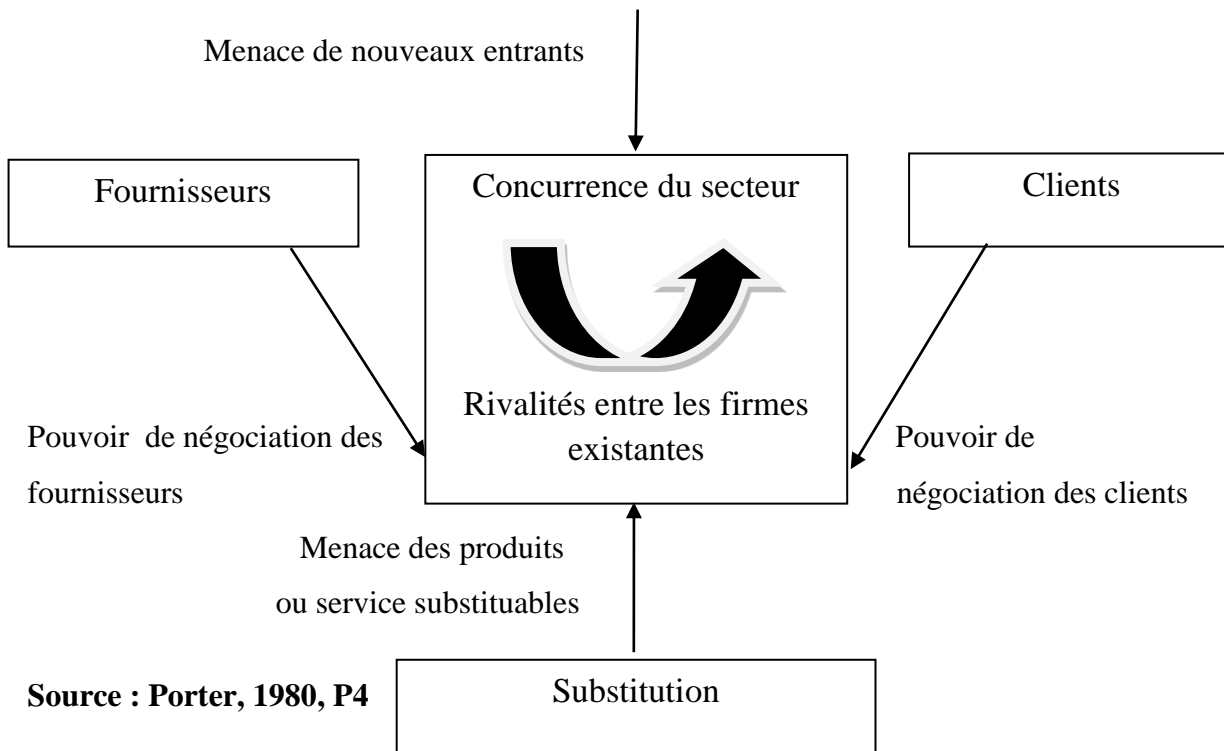 Menace de nouveaux entrants
Fournisseurs
Concurrence du secteur
Clients
Rivalités entre les firmes
existantes
Pouvoir de négociation des
fournisseurs
Pouvoir de
négociation des clients
Menace des produits
ou service substituables
Source : Porter, 1980, P4
Substitution